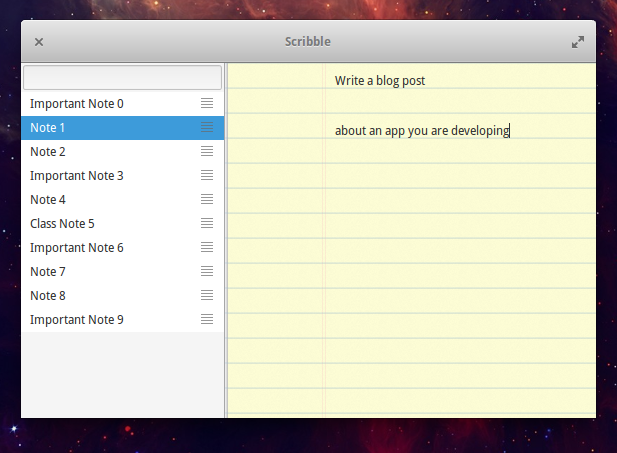 Scribble
Important Note 0
Note 1
Note 2
Important Note 3
Note 4
Class Note 5
Important Note 6
Note 7
Note 8
Important Note 9
Write a blog post
about an app you are developing